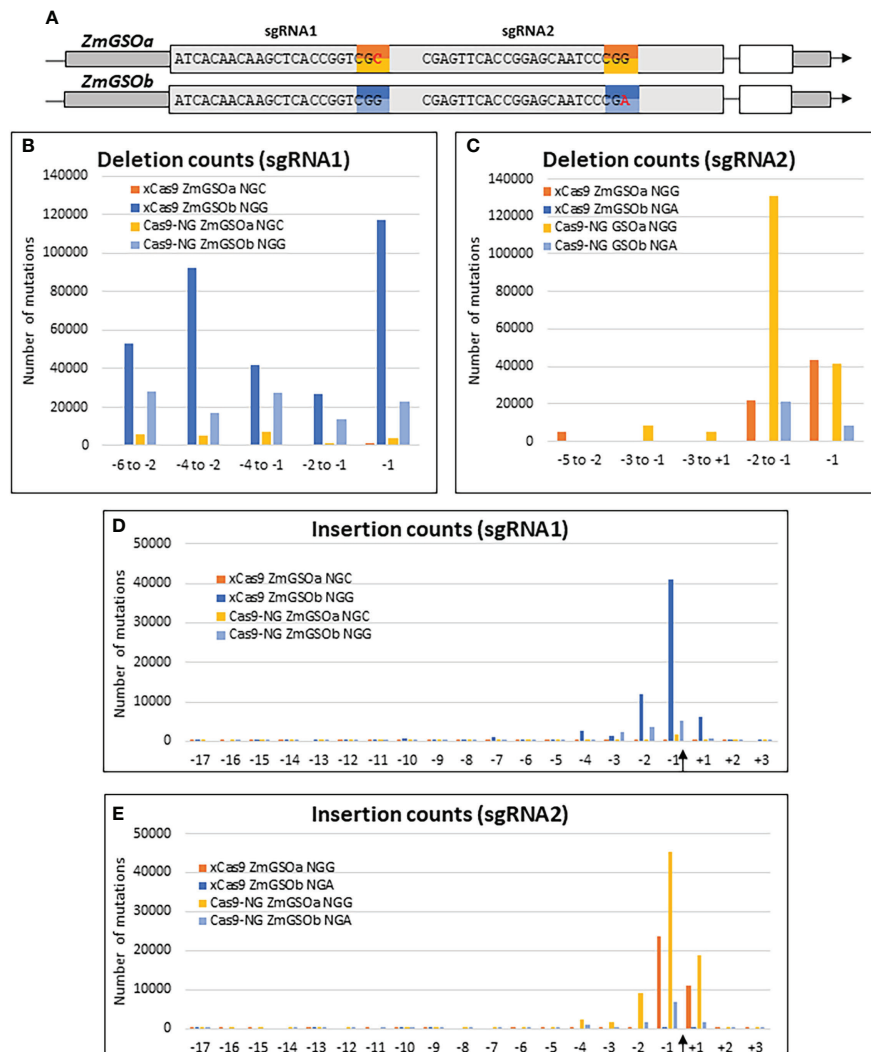 A
sgRNA1 sgRNA2
ZmGSOa
ATCACAACAAGCTCACCGGTCGC CGAGTTCACCGGAGCAATCCCGG
ZmGSOb
ATCACAACAAGCTCACCGGTCGG CGAGTTCACCGGAGCAATCCCGA
B
Deletion counts (sgRNA1)
Number of mutations
140000
120000
100000
80000
60000
40000
20000
0
xCas9 ZmGSOa NGC
xCas9 ZmGSOb NGG
Cas9-NG ZmGSOa NGC
Cas9-NG ZmGSOb NGG
-6 to -2 -4 to -2 -4 to -1 -2 to -1 -1
C
Deletion counts (sgRNA2)
Number of mutations
140000
120000
100000
80000
60000
40000
20000
0
xCas9 ZmGSOa NGG
xCas9 ZmGSOb NGA
Cas9-NG GSOa NGG
Cas9-NG GSOb NGA
-5 to -2 -3 to -1 -3 to +1 -2 to -1 -1
D
Insertion counts (sgRNA1)
Number of mutations
50000
40000
30000
20000
10000
0
xCas9 ZmGSOa NGC
xCas9 ZmGSOb NGG
Cas9-NG ZmGSOa NGC
Cas9-NG ZmGSOb NGG
-17 -16 -15 -14 -13 -12 -11 -10 -9 -8 -7 -6 -5 -4 -3 -2 -1 +1 +2 +3
E
Insertion counts (sgRNA2)
Number of mutations
50000
40000
30000
20000
10000
0
xCas9 ZmGSOa NGG
xCas9 ZmGSOb NGA
Cas9-NG ZmGSOa NGG
Cas9-NG ZmGSOb NGA
-17 -16 -15 -14 -13 -12 -11 -10 -9 -8 -7 -6 -5 -4 -3 -2 -1 +1 +2 +3